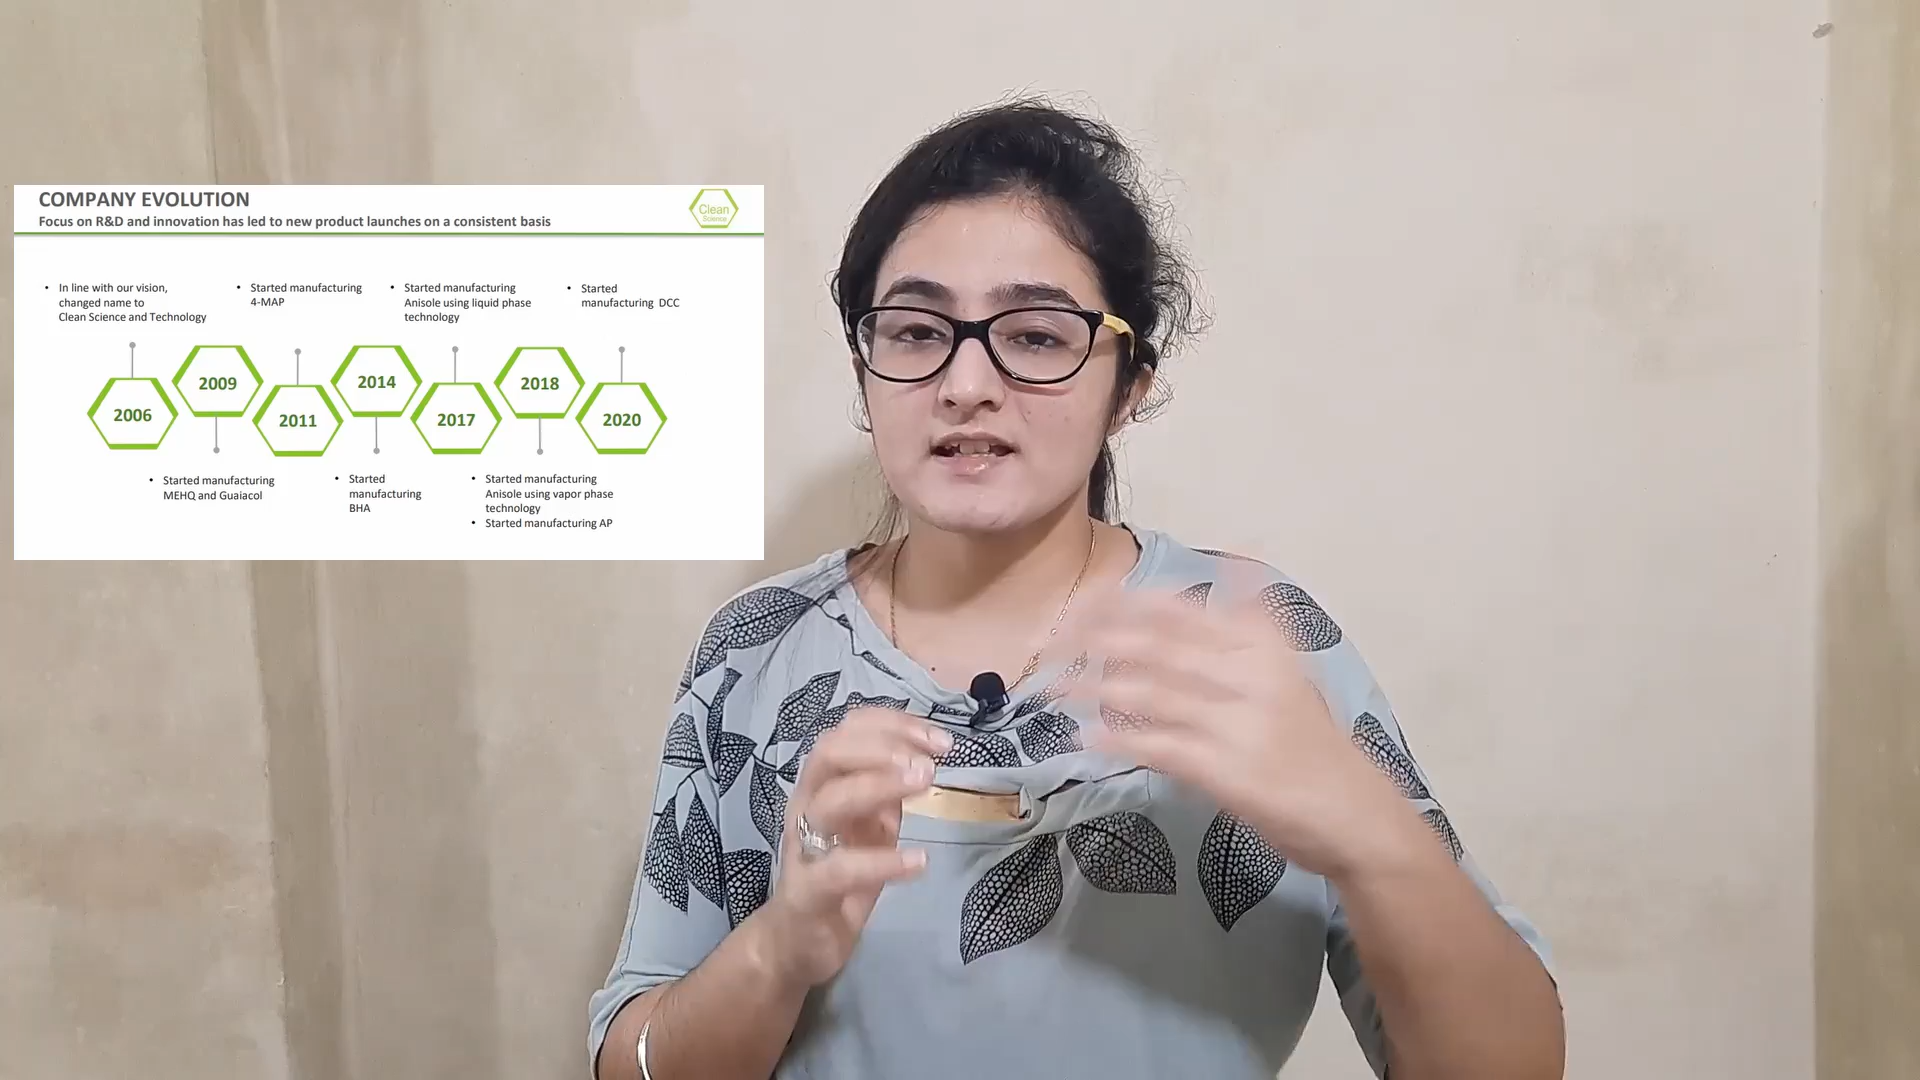 COMPANY EVOLUTION
Focus on R&D and innovation has led to new product launches on a consistent basis
Clean
Science
• In line with our vision,
changed name to
Clean Science and Technology
• Started manufacturing
4-MAP
• Started manufacturing
Anisole using liquid phase
technology
• Started
manufacturing DCC
2006
2009
2011
2014
2017
2018
2020
• Started manufacturing
MEHQ and Guaiacol
• Started
manufacturing
BHA
• Started manufacturing
Anisole using vapor phase
technology
• Started manufacturing AP